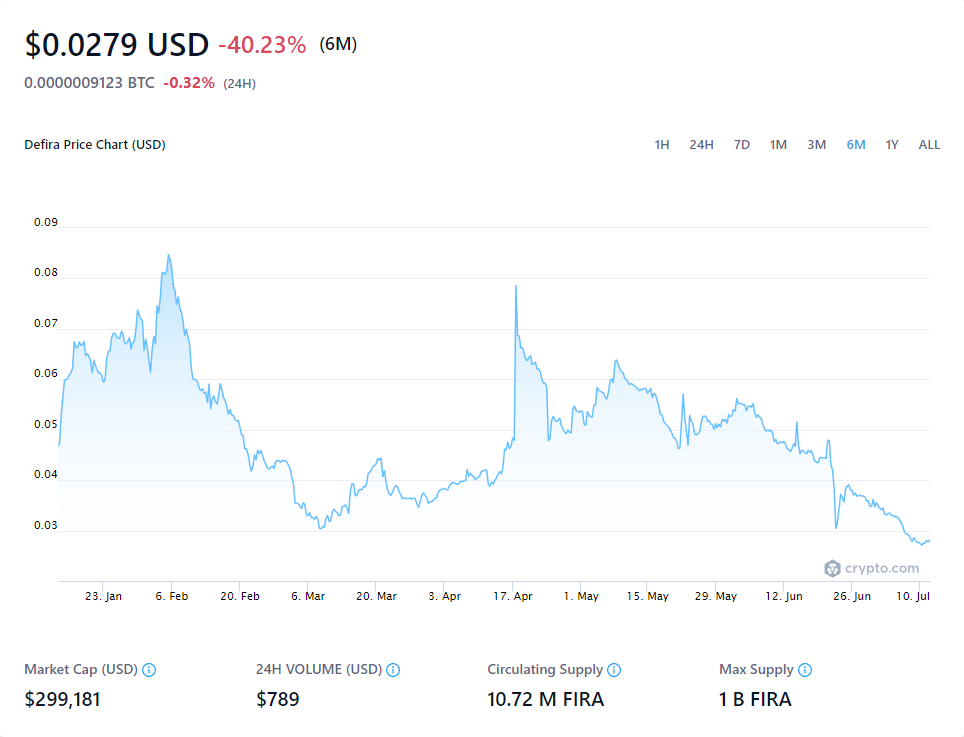 $0.0279 USD -40.23% (6M)
0.0000009123 BTC -0.32% (24H)
Defira Price Chart (USD) 1H 24H 7D 1M 3M 6M 1Y ALL
0.09
0.08
0.07
0.06
0.05
0.04
0.03
crypto.com
23. Jan 6. Feb 20. Feb 6. Mar 20. Mar 3. Apr 17. Apr 1. May 15. May 29. May 12. Jun 26. Jun 10. Jul
Market Cap (USD) 24H VOLUME (USD) Circulating Supply Max Supply
$299,181 $789 10.72 M FIRA 1 B FIRA